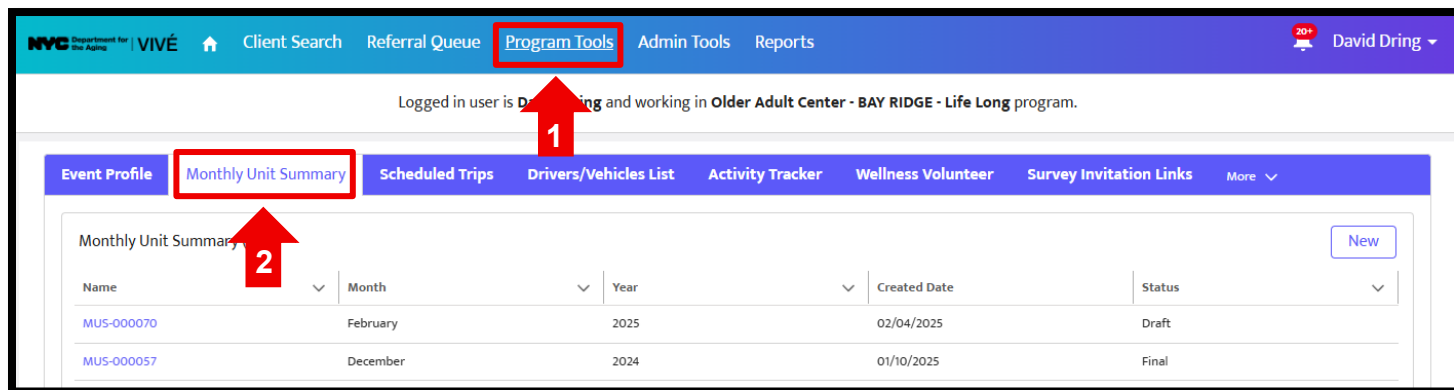 NYC Department for the Aging | VIVÉ Client Search Referral Queue Program Tools Admin Tools Reports 20+ David Dring
Logged in user is D ing and working in Older Adult Center - BAY RIDGE - Life Long program.
1
Event Profile Monthly Unit Summary Scheduled Trips Drivers/Vehicles List Activity Tracker Wellness Volunteer Survey Invitation Links More
Monthly Unit Summary New
2
Name Month Year Created Date Status
MUS-000070 February 2025 02/04/2025 Draft
MUS-000057 December 2024 01/10/2025 Final